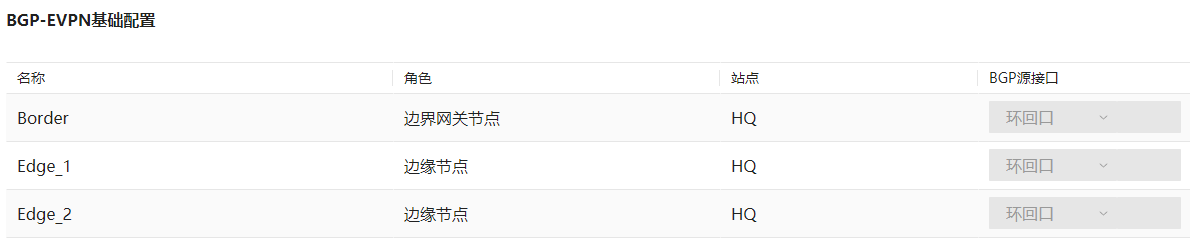 BGP-EVPN基础配置
名称 角色 站点 BGP源接口
Border 边界网关节点 HQ 环回口
Edge_1 边缘节点 HQ 环回口
Edge_2 边缘节点 HQ 环回口